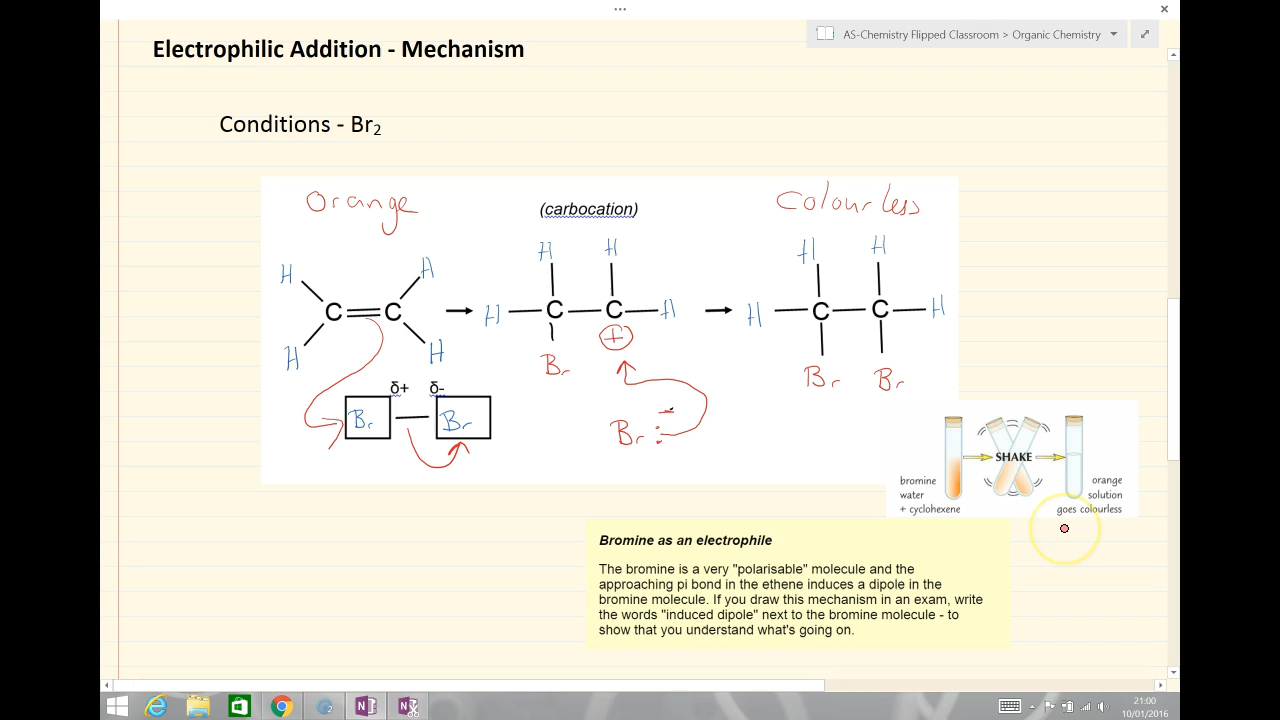 AS-Chemistry Flipped Classroom > Organic Chemistry
Electrophilic Addition - Mechanism
Conditions - Br₂
Orange
(carbocation)
Colourless
H H H H H H
C=C
H C C H
H C C H
H H
+
Br
Br Br
δ+ δ-
Br Br
Br : -
SHAKE
bromine
water
+ cyclohexene
orange
solution
goes colourless
Bromine as an electrophile
The bromine is a very "polarisable" molecule and the
approaching pi bond in the ethene induces a dipole in the
bromine molecule. If you draw this mechanism in an exam, write
the words "induced dipole" next to the bromine molecule - to
show that you understand what's going on.
21:00
10/01/2016